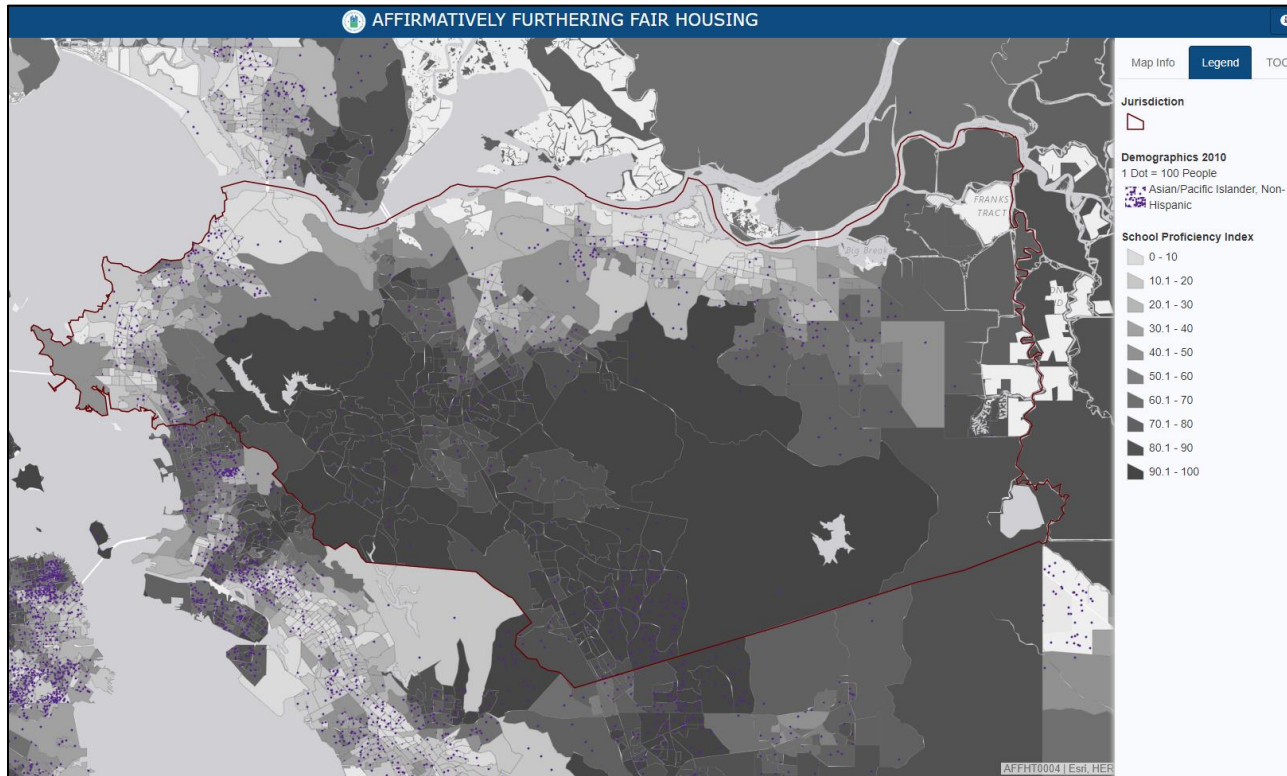 AFFIRMATIVELY FURTHERING FAIR HOUSING
Map Info
Legend
TOC
Jurisdiction
Demographics 2010
1 Dot = 100 People
Asian/Pacific Islander, Non-
Hispanic
School Proficiency Index
0 - 10
10.1 - 20
20.1 - 30
30.1 - 40
40.1 - 50
50.1 - 60
60.1 - 70
70.1 - 80
80.1 - 90
90.1 - 100
FRANKS
TRACT
Big Break
AFFHT0004 | Esri, HER